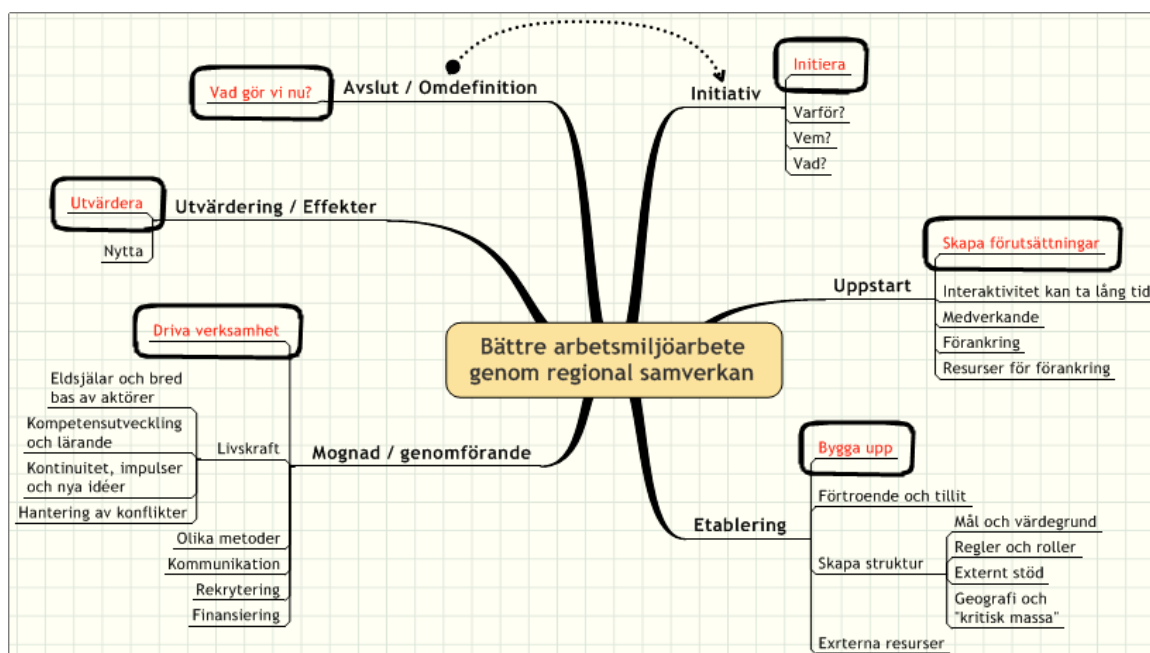 Bättre arbetsmiljöarbete
genom regional samverkan
Initiativ
Initiera
Varför?
Vem?
Vad?
Uppstart
Skapa förutsättningar
Interaktivitet kan ta lång tid
Medverkande
Förankring
Resurser för förankring
Etablering
Bygga upp
Förtroende och tillit
Skapa struktur
Mål och värdegrund
Regler och roller
Externt stöd
Geografi och
"kritisk massa"
Exrterna resurser
Mognad / genomförande
Driva verksamhet
Livskraft
Eldsjälar och bred
bas av aktörer
Kompetensutveckling
och lärande
Kontinuitet, impulser
och nya idéer
Hantering av konflikter
Olika metoder
Kommunikation
Rekrytering
Finansiering
Utvärdering / Effekter
Utvärdera
Nytta
Avslut / Omdefinition
Vad gör vi nu?